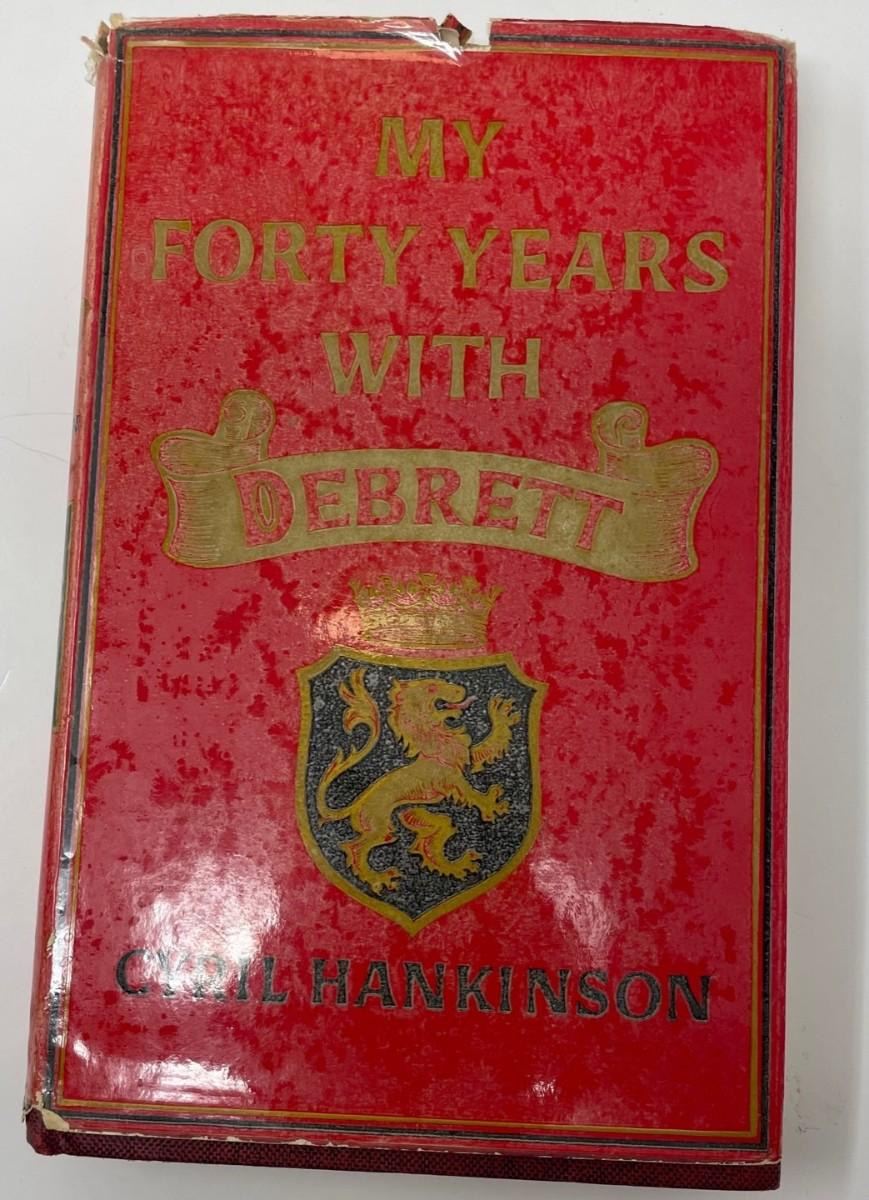 MY
FORTY YEARS
WITH
DEBRETT
CYRIL HANKINSON